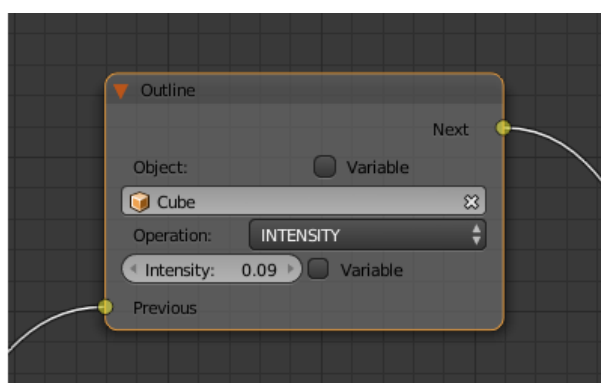 Outline
Next
Object: Variable
Cube
Operation: INTENSITY
Intensity: 0.09 Variable
Previous